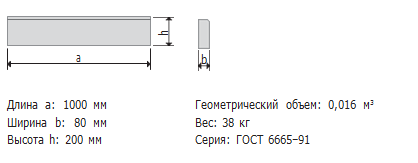 h
a
b
Длина a: 1000 мм
Ширина b: 80 мм
Высота h: 200 мм
Геометрический объем: 0,016 м³
Вес: 38 кг
Серия: ГОСТ 6665-91